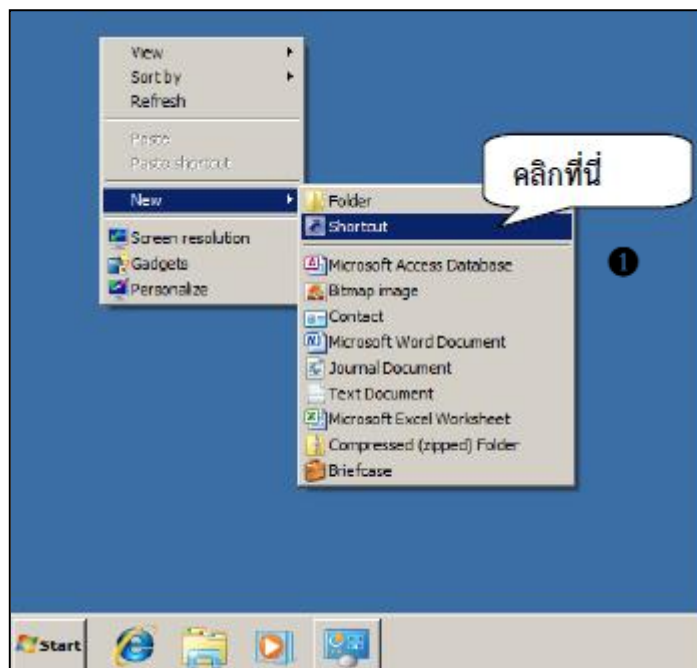 View
Sort by
Refresh
Paste
Paste shortcut
New
Screen resolution
Gadgets
Personalize
Folder
Shortcut
Microsoft Access Database
Bitmap image
Contact
Microsoft Word Document
Journal Document
Text Document
Microsoft Excel Worksheet
Compressed (zipped) Folder
Briefcase
คลิกที่นี่
❶
Start